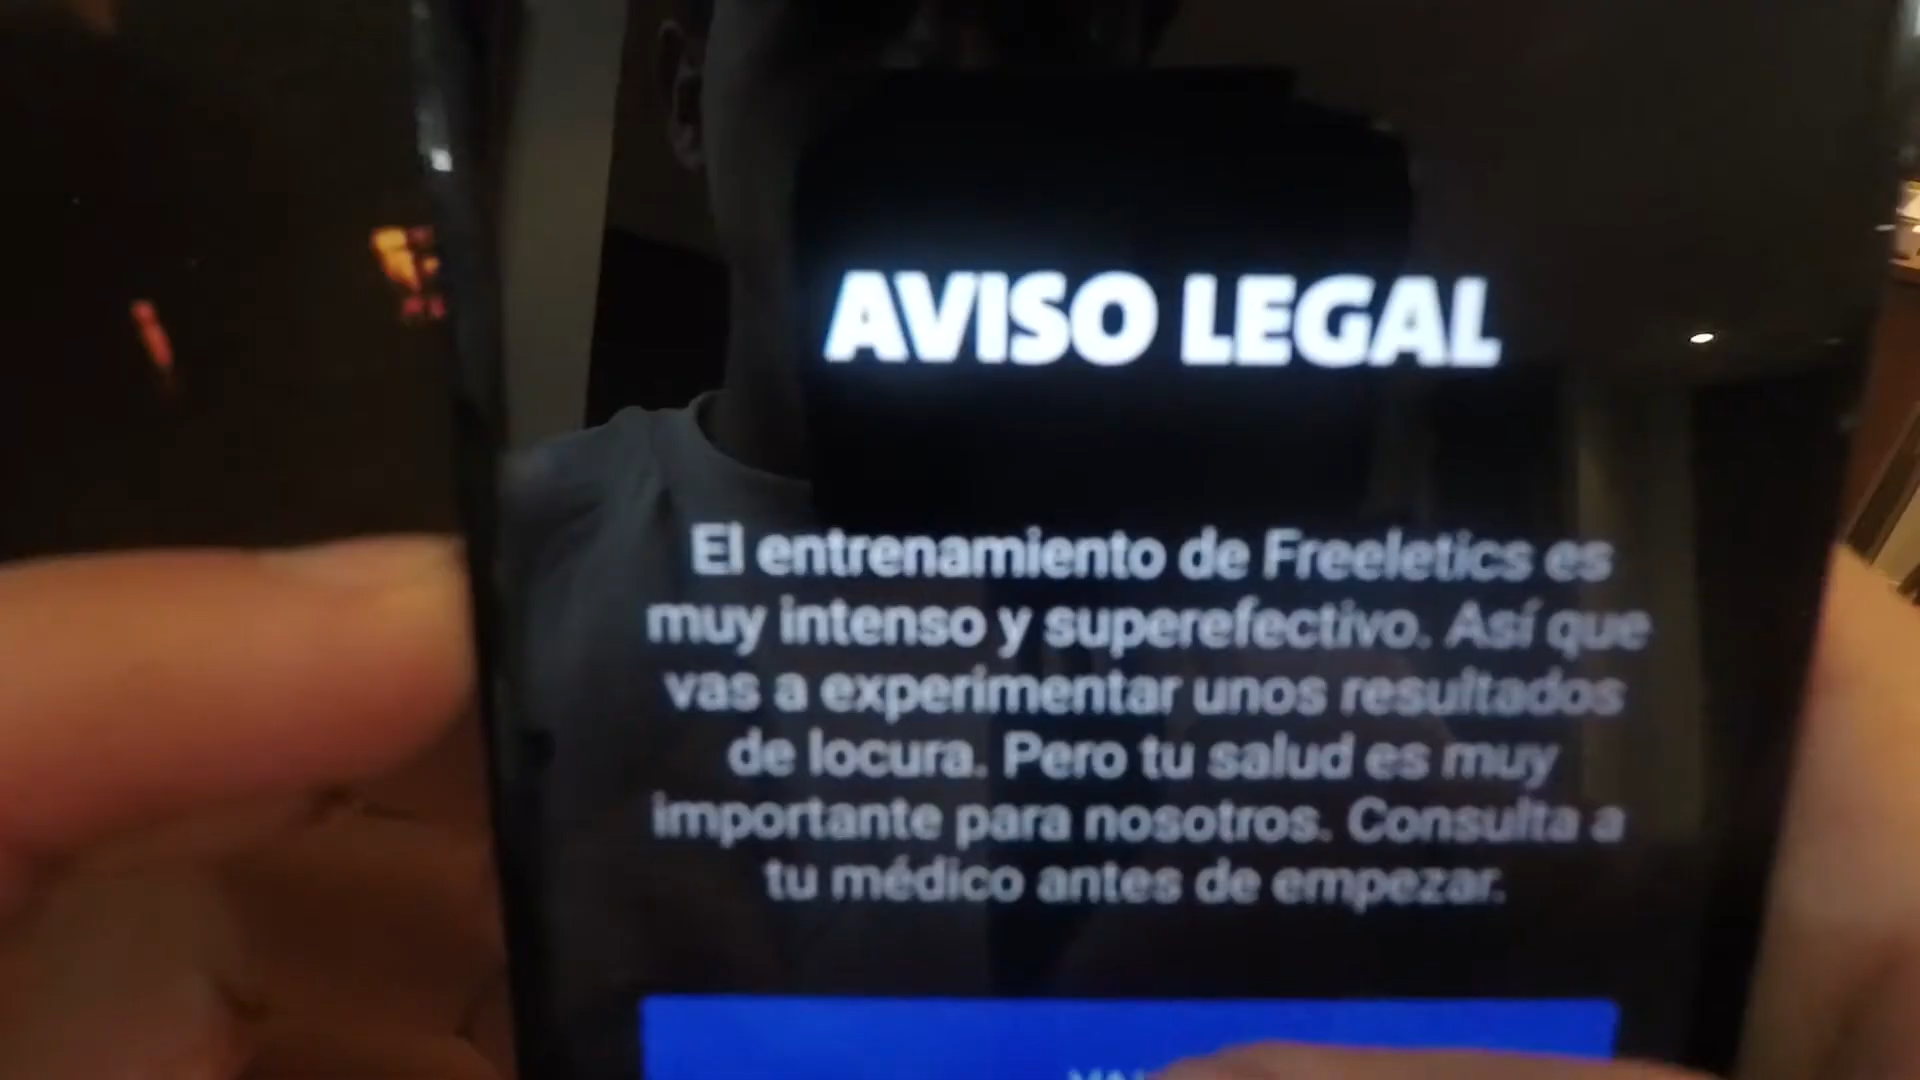 AVISO LEGAL
El entrenamiento de Freeletics es
muy intenso y superefectivo. Así que
vas a experimentar unos resultados
de locura. Pero tu salud es muy
importante para nosotros. Consulta a
tu médico antes de empezar.